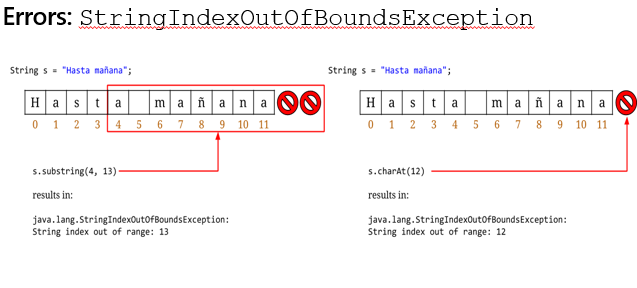 Errors: StringIndexOutOfBoundsException
String s = "Hasta mañana";
H a s t a m a ñ a n a
0 1 2 3 4 5 6 7 8 9 10 11
s.substring(4, 13)
results in:
java.lang.StringIndexOutOfBoundsException:
String index out of range: 13
String s = "Hasta mañana";
H a s t a m a ñ a n a
0 1 2 3 4 5 6 7 8 9 10 11
s.charAt(12)
results in:
java.lang.StringIndexOutOfBoundsException:
String index out of range: 12